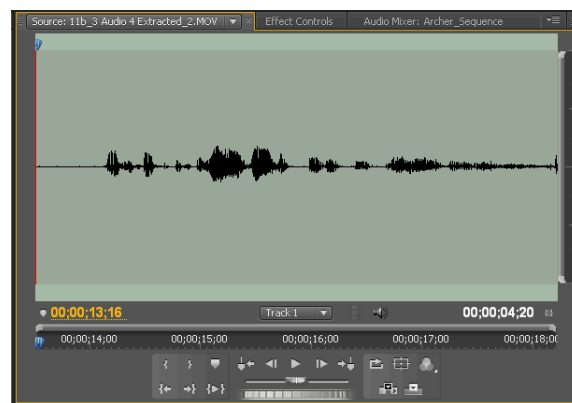 Source: 11b_3 Audio 4 Extracted_2.MOV Effect Controls Audio Mixer: Archer_Sequence
00;00;13;16 Track 1 00;00;04;20
00;00;14;00 00;00;15;00 00;00;16;00 00;00;17;00 00;00;18;00